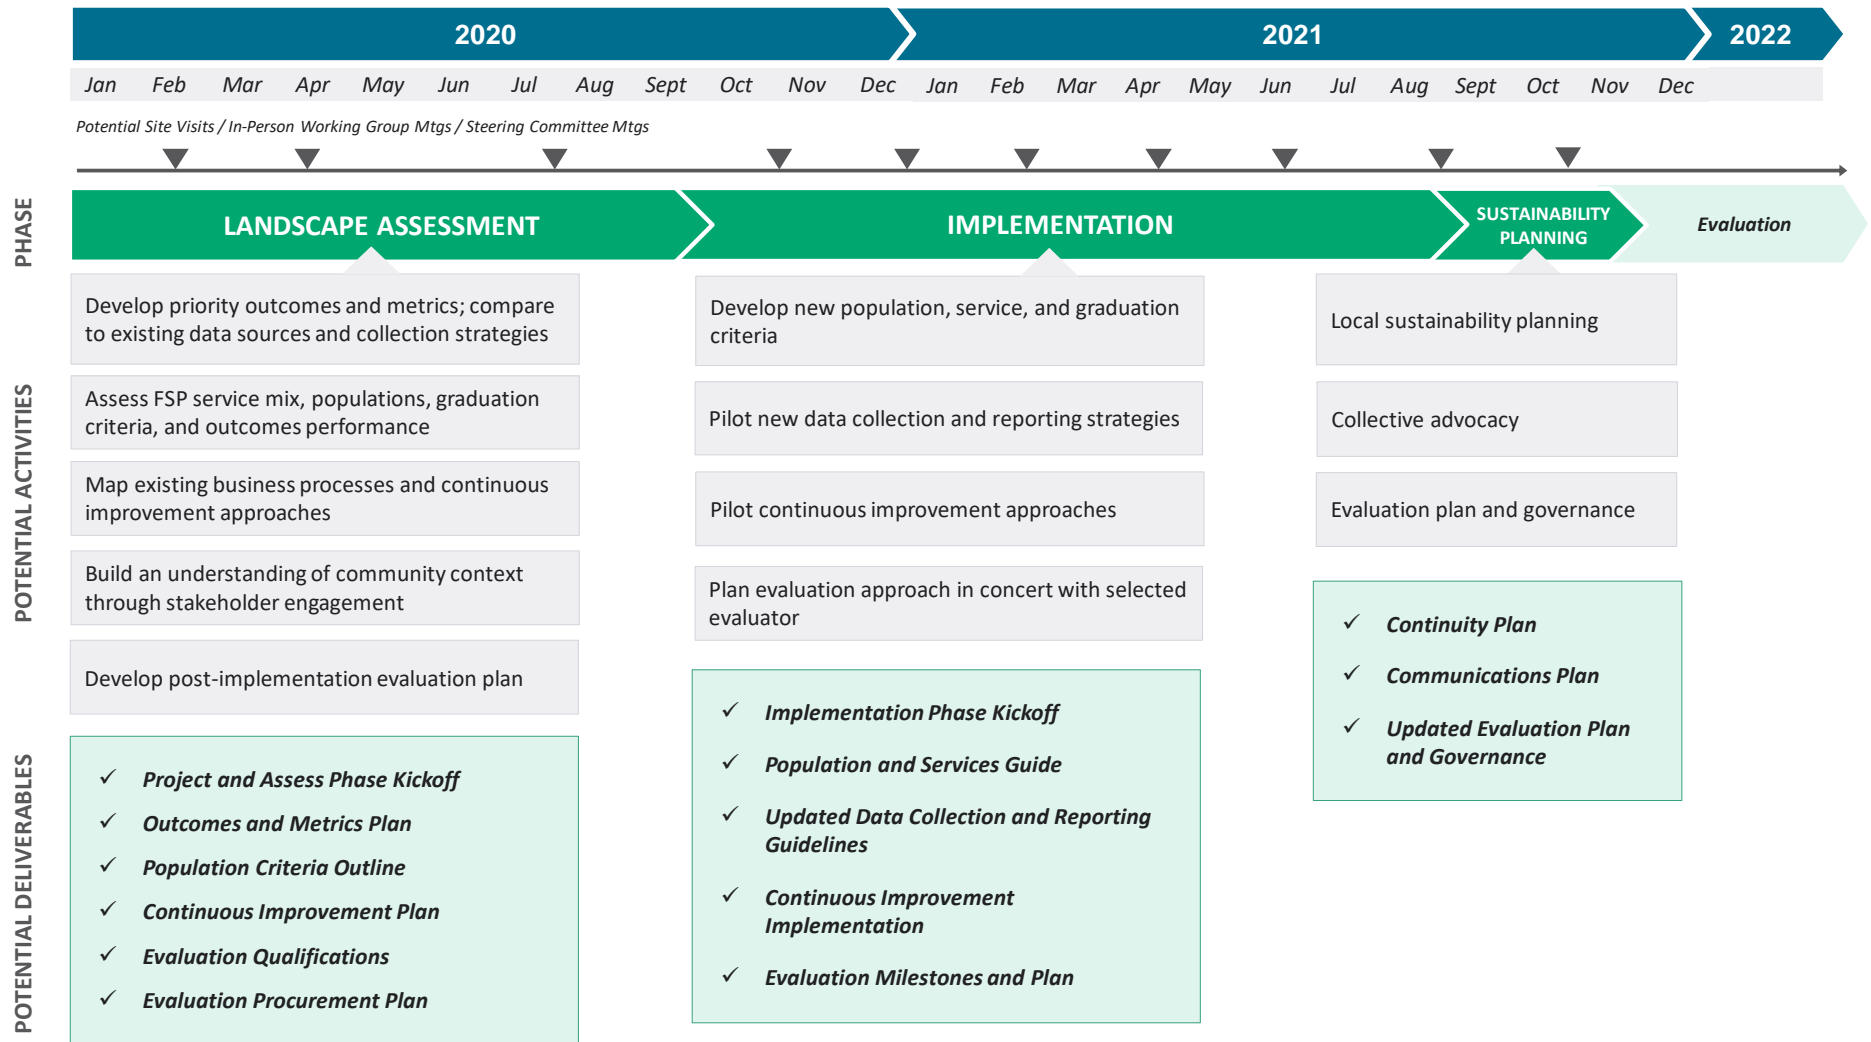 2020
2021
2022
Jan Feb Mar Apr May Jun Jul Aug Sept Oct Nov Dec Jan Feb Mar Apr May Jun Jul Aug Sept Oct Nov Dec
Potential Site Visits / In-Person Working Group Mtgs / Steering Committee Mtgs
PHASE
LANDSCAPE ASSESSMENT
IMPLEMENTATION
SUSTAINABILITY
PLANNING
Evaluation
POTENTIAL ACTIVITIES
Develop priority outcomes and metrics; compare
to existing data sources and collection strategies
Assess FSP service mix, populations, graduation
criteria, and outcomes performance
Map existing business processes and continuous
improvement approaches
Build an understanding of community context
through stakeholder engagement
Develop post-implementation evaluation plan
Develop new population, service, and graduation
criteria
Pilot new data collection and reporting strategies
Pilot continuous improvement approaches
Plan evaluation approach in concert with selected
evaluator
Local sustainability planning
Collective advocacy
Evaluation plan and governance
POTENTIAL DELIVERABLES
✓ Project and Assess Phase Kickoff
✓ Outcomes and Metrics Plan
✓ Population Criteria Outline
✓ Continuous Improvement Plan
✓ Evaluation Qualifications
✓ Evaluation Procurement Plan
✓ Implementation Phase Kickoff
✓ Population and Services Guide
✓ Updated Data Collection and Reporting
Guidelines
✓ Continuous Improvement
Implementation
✓ Evaluation Milestones and Plan
✓ Continuity Plan
✓ Communications Plan
✓ Updated Evaluation Plan
and Governance